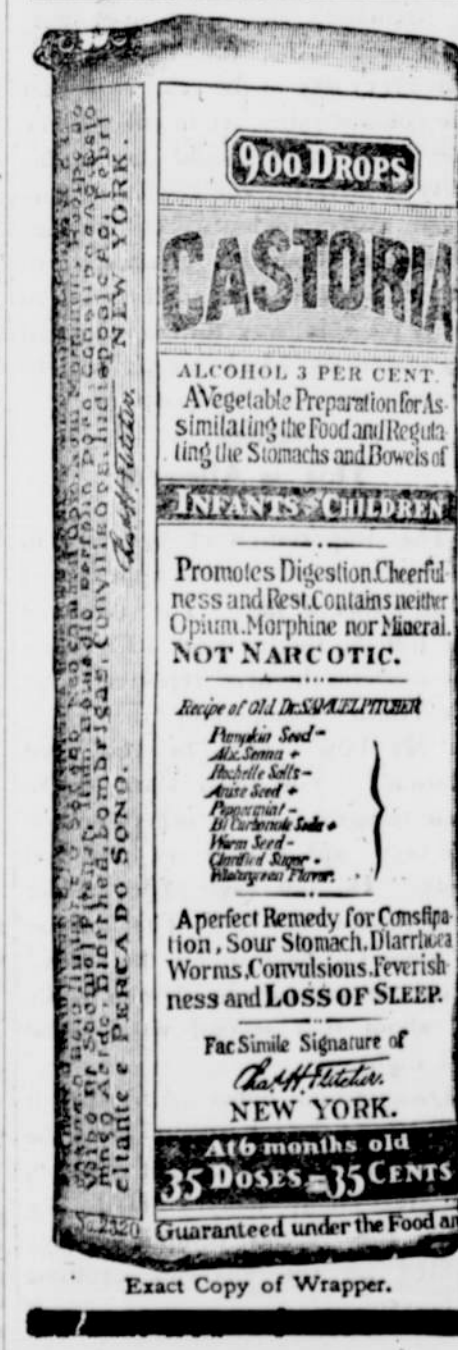 900 DROPS
CASTORIA
ALCOHOL 3 PER CENT.
A Vegetable Preparation for As-
similating the Food and Regula-
ting the Stomachs and Bowels of
INFANTS CHILDREN
Promotes Digestion, Cheerful-
ness and Rest. Contains neither
Opium, Morphine nor Mineral.
NOT NARCOTIC.
Recipe of Old Dr. SAMUEL PITCHER
Pumpkin Seed -
Alx. Senna +
Rochelle Salts -
Anise Seed +
Peppermint -
Bi Carbonate Soda +
Worm Seed -
Clarified Sugar +
Wintergreen Flavor.
A perfect Remedy for Constipa-
tion, Sour Stomach, Diarrhoea
Worms, Convulsions, Feverish-
ness and LOSS OF SLEEP.
Fac Simile Signature of
Chas. H. Fletcher.
NEW YORK.
At 6 months old
35 DOSES = 35 CENTS
Guaranteed under the Food an
Chas. H. Fletcher. NEW YORK.
e PERCA DO SONO.
Exact Copy of Wrapper.